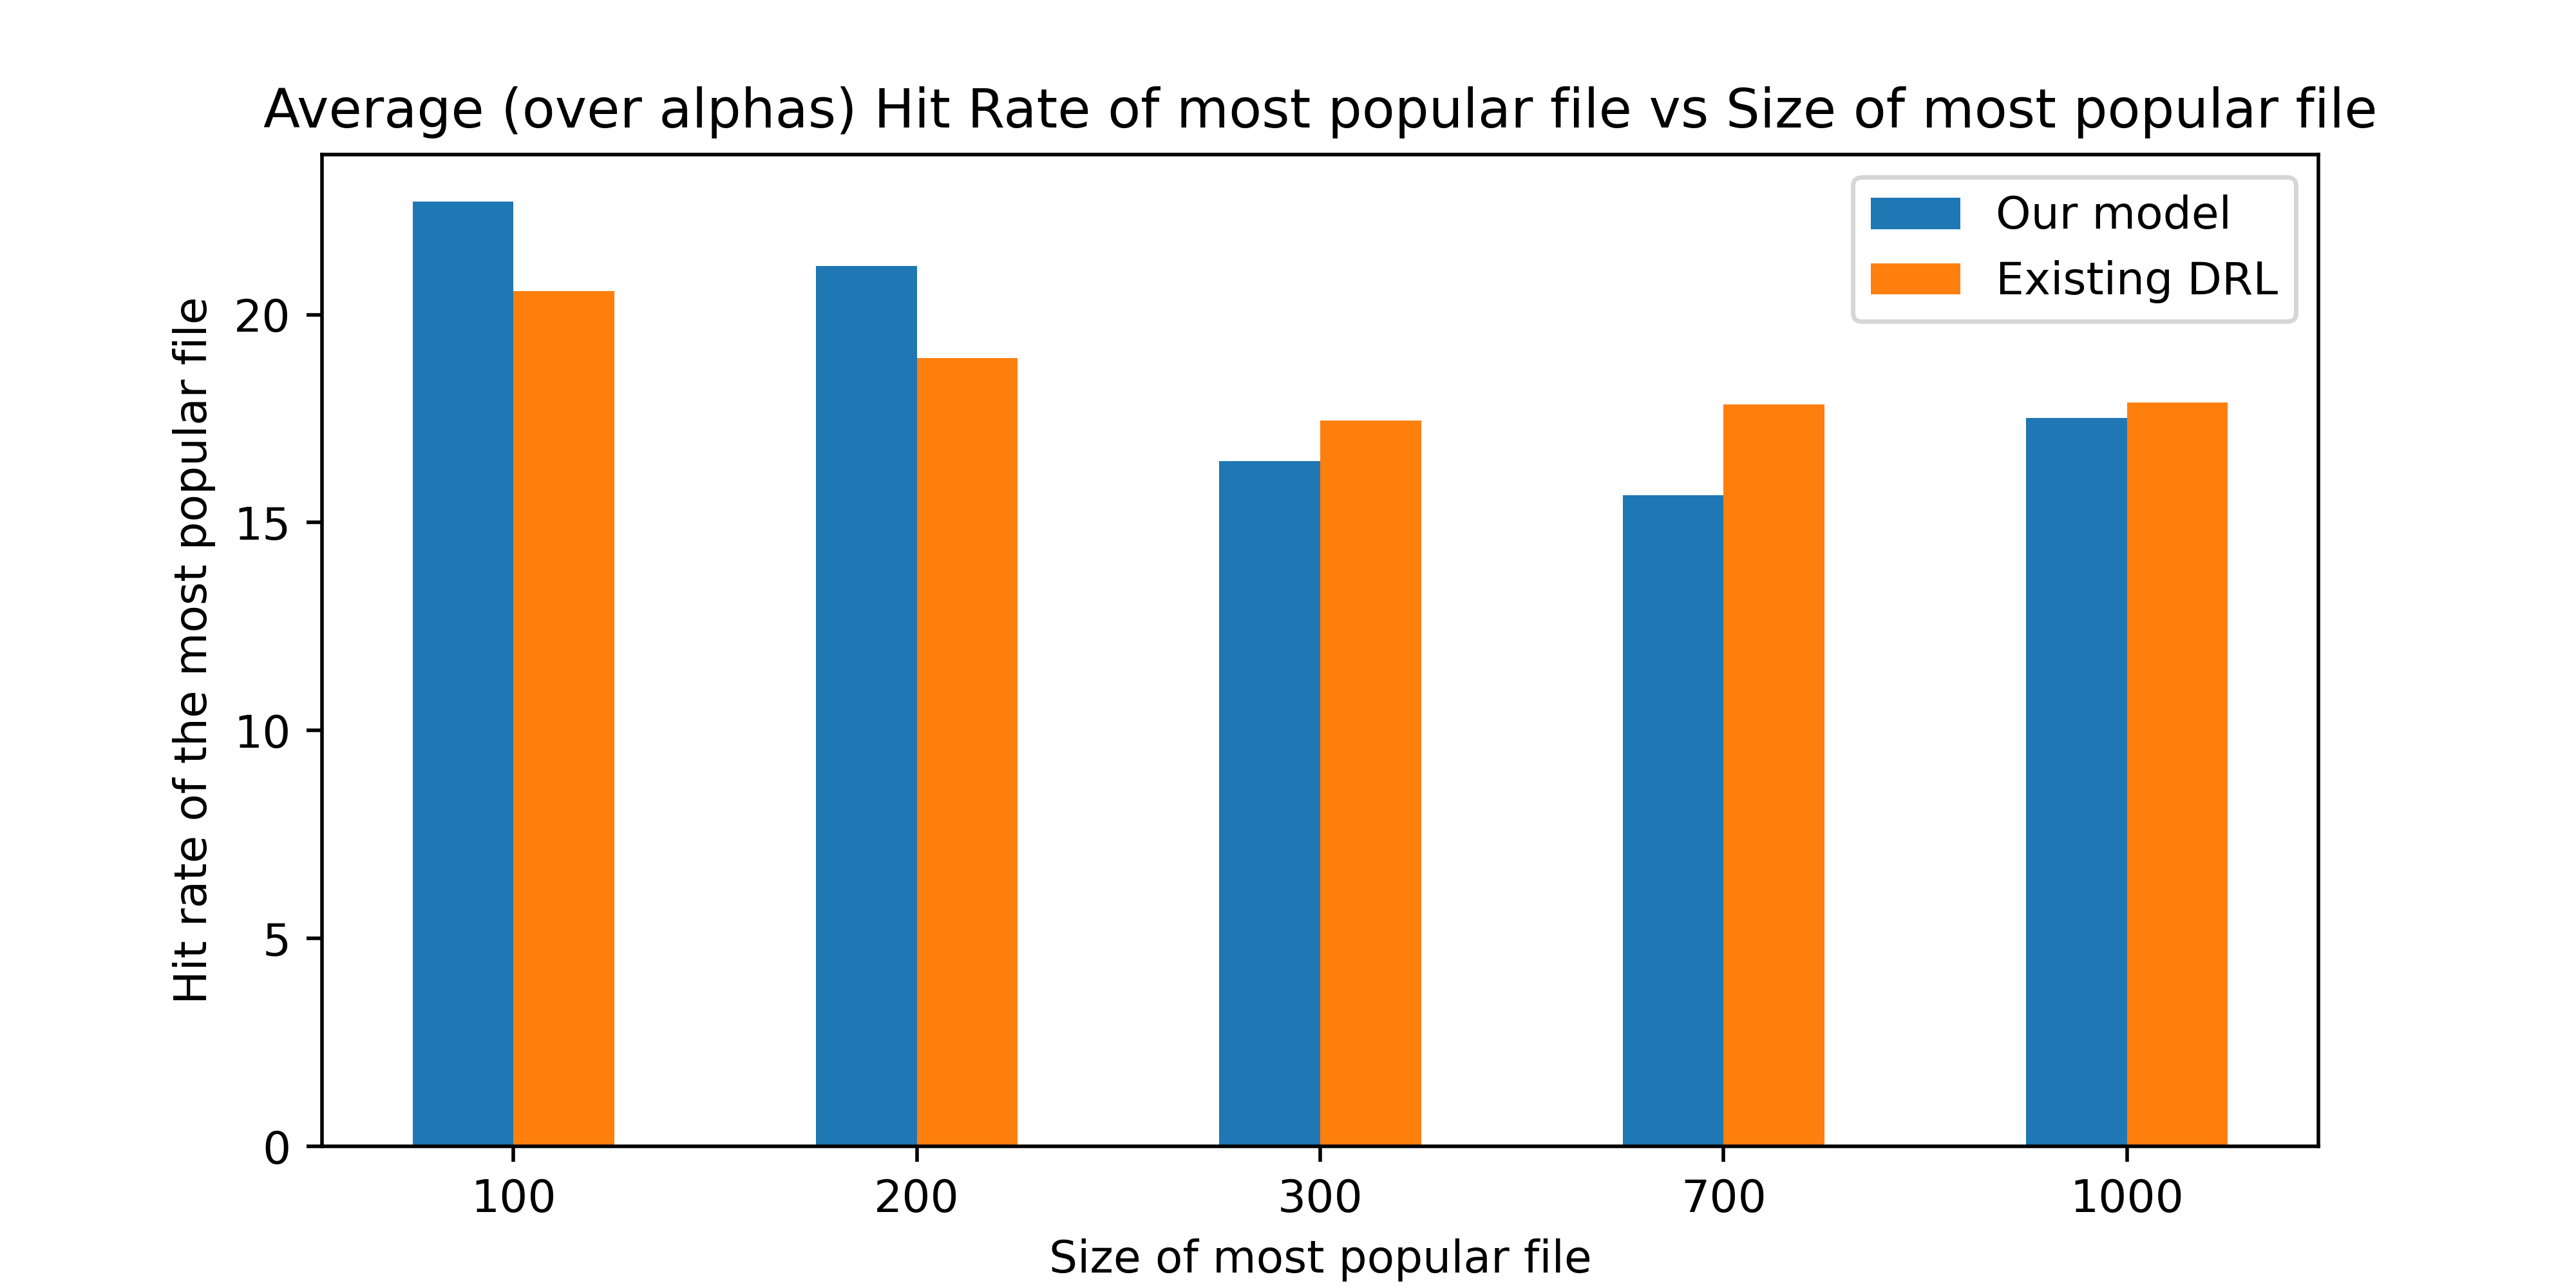 Average (over alphas) Hit Rate of most popular file vs Size of most popular file
Our model
Existing DRL
Hit rate of the most popular file
20
15
10
5
0
100
200
300
700
1000
Size of most popular file